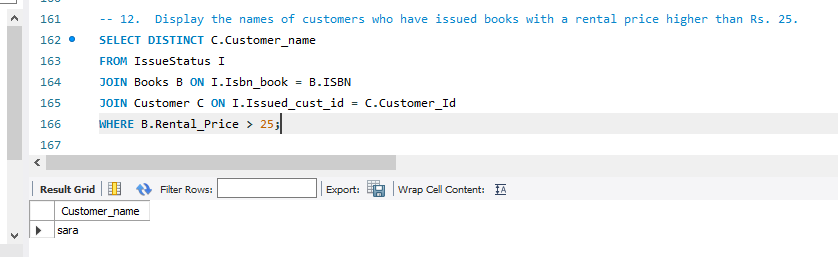 161 -- 12.  Display the names of customers who have issued books with a rental price higher than Rs. 25.
162 SELECT DISTINCT C.Customer_name
163 FROM IssueStatus I
164 JOIN Books B ON I.Isbn_book = B.ISBN
165 JOIN Customer C ON I.Issued_cust_id = C.Customer_Id
166 WHERE B.Rental_Price > 25;
167
Result Grid Filter Rows: Export: Wrap Cell Content: IA
Customer_name
sara